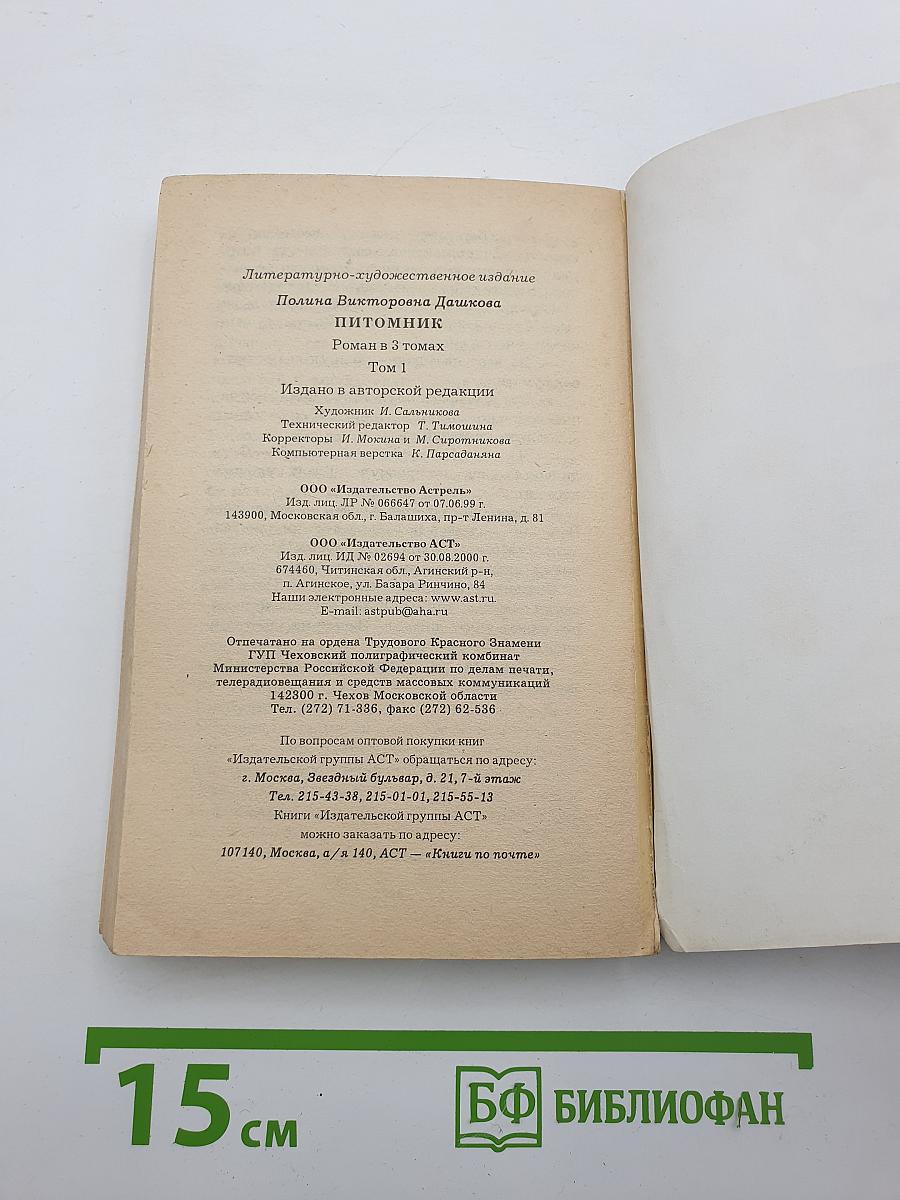 Литературно-художественное издание
Полина Викторовна Дашкова
ПИТОМНИК
Роман в 3 томах
Том 1
Издано в авторской редакции
Художник И. Сальникова
Технический редактор Т. Тимошина
Корректоры И. Мокина и М. Сиротникова
Компьютерная верстка К. Парсаданяна
ООО «Издательство Астрель»
Изд. лиц. ЛР № 066647 от 07.06.99 г.
143900, Московская обл., г. Балашиха, пр-т Ленина, д. 81
ООО «Издательство АСТ»
Изд. лиц. ИД № 02694 от 30.08.2000 г.
674460, Читинская обл., Агинский р-н,
п. Агинское, ул. Базара Ринчино, 84
Наши электронные адреса: www.ast.ru.
E-mail: astpub@aha.ru
Отпечатано на ордена Трудового Красного Знамени
ГУП Чеховский полиграфический комбинат
Министерства Российской Федерации по делам печати,
телерадиовещания и средств массовых коммуникаций
142300 г. Чехов Московской области
Тел. (272) 71-336, факс (272) 62-536
По вопросам оптовой покупки книг
«Издательской группы АСТ» обращаться по адресу:
г. Москва, Звездный бульвар, д. 21, 7-й этаж
Тел. 215-43-38, 215-01-01, 215-55-13
Книги «Издательской группы АСТ»
можно заказать по адресу:
107140, Москва, а/я 140, АСТ — «Книги по почте»
15 см
БФ БИБЛИОФАН